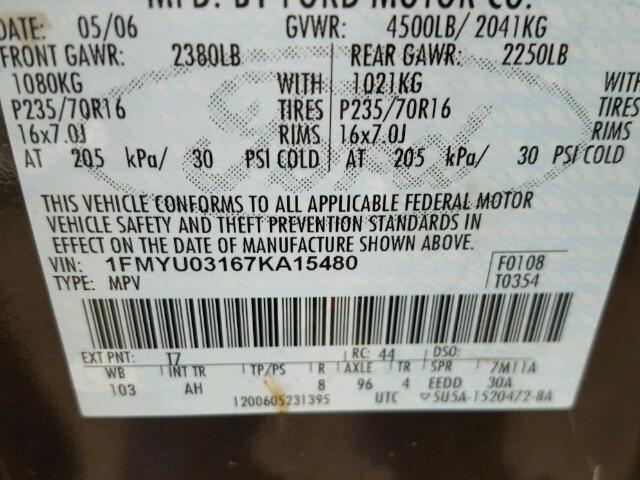 MFD. BY FORD MOTOR CO.
DATE: 05/06 GVWR: 4500LB/ 2041KG
FRONT GAWR: 2380LB REAR GAWR: 2250LB
1080KG WITH 1021KG WITH
P235/70R16 TIRES P235/70R16 TIRES
16x7.0J RIMS 16x7.0J RIMS
AT 205 kPa/ 30 PSI COLD AT 205 kPa/ 30 PSI COLD
Ford
THIS VEHICLE CONFORMS TO ALL APPLICABLE FEDERAL MOTOR
VEHICLE SAFETY AND THEFT PREVENTION STANDARDS IN
EFFECT ON THE DATE OF MANUFACTURE SHOWN ABOVE.
VIN: 1FMYU03167KA15480 F0108
TYPE: MPV T0354
EXT PNT: T7 RC: 44 DSO:
WB INT TR TP/PS R AXLE TR SPR 7M11A
103 AH 8 96 4 EEDD 30A
1200605231395 UTC ▽5U5A-1520472-BA